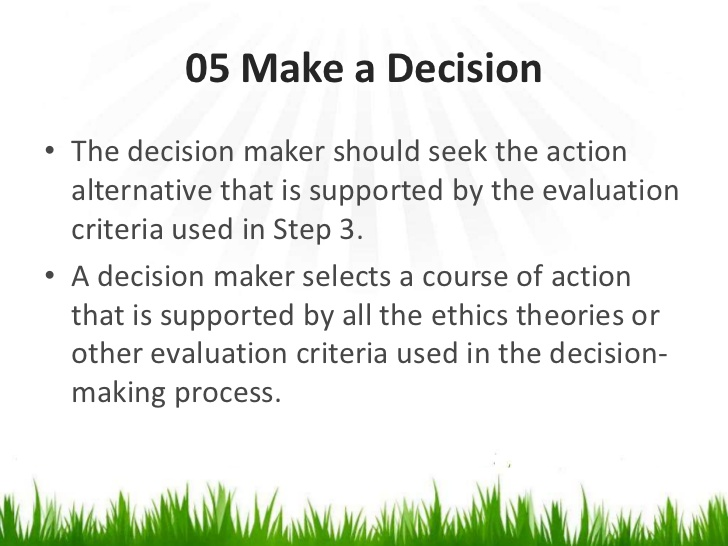 05 Make a Decision
• The decision maker should seek the action
alternative that is supported by the evaluation
criteria used in Step 3.
• A decision maker selects a course of action
that is supported by all the ethics theories or
other evaluation criteria used in the decision-
making process.